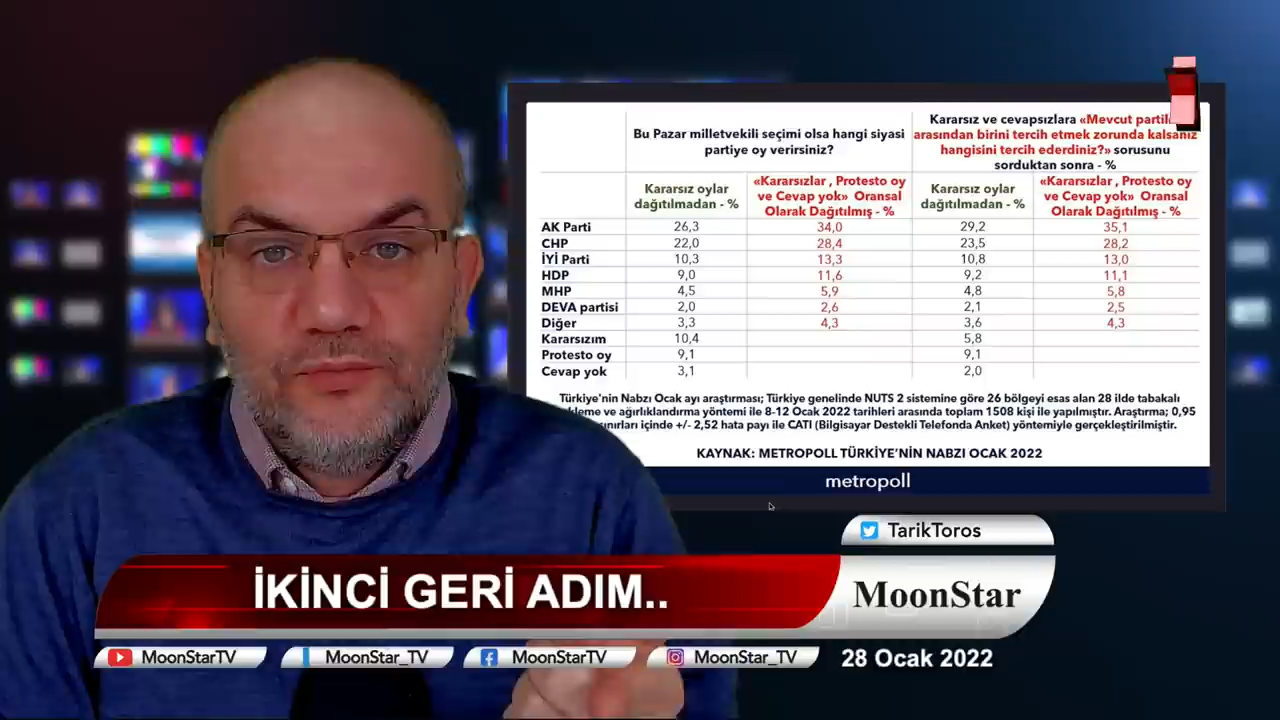 Bu Pazar milletvekili seçimi olsa hangi siyasi
partiye oy verirsiniz?
Kararsız ve cevapsızlara «Mevcut
arasından birini tercih etmek zorunda kalsanız
hangisini tercih ederdiniz?» sorusunu
sorduktan sonra - %
Kararsız oylar
dağıtılmadan - %
«Kararsızlar , Protesto oy
ve Cevap yok» Oransal
Olarak Dağıtılmış - %
Kararsız oylar
dağıtılmadan - %
«Kararsızlar , Protesto oy
ve Cevap yok» Oransal
Olarak Dağıtılmış - %
AK Parti 26,3 34,0 29,2 35,1
CHP 22,0 28,4 23,5 28,2
İYİ Parti 10,3 13,3 10,8 13,0
HDP 9,0 11,6 9,2 11,1
MHP 4,5 5,9 4,8 5,8
DEVA partisi 2,0 2,6 2,1 2,5
Diğer 3,3 4,3 3,6 4,3
Kararsızım 10,4 5,8
Protesto oy 9,1 9,1
Cevap yok 3,1 2,0
Türkiye'nin Nabzı Ocak ayı araştırması; Türkiye genelinde NUTS 2 sistemine göre 26 bölgeyi esas alan 28 ilde tabakalı
ve ağırlıklandırma yöntemi ile 8-12 Ocak 2022 tarihleri arasında toplam 1508 kişi ile yapılmıştır. Araştırma; 0,95
içinde +/- 2,52 hata payı ile CATI (Bilgisayar Destekli Telefonda Anket) yöntemiyle gerçekleştirilmiştir.
KAYNAK: METROPOLL TÜRKİYE'NİN NABZI OCAK 2022
metropoll
TarikToros
İKİNCİ GERİ ADIM..
MoonStar
MoonStarTV
MoonStar_TV
MoonStarTV
MoonStar_TV
28 Ocak 2022